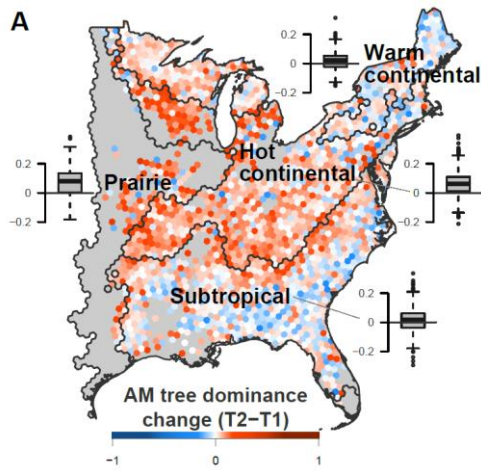 A
0.2
0
−0.2
Warm
continental
0.2
0
−0.2
Prairie
Hot
continental
0.2
0
−0.2
Subtropical
0.2
0
−0.2
AM tree dominance
change (T2−T1)
−1
0
1